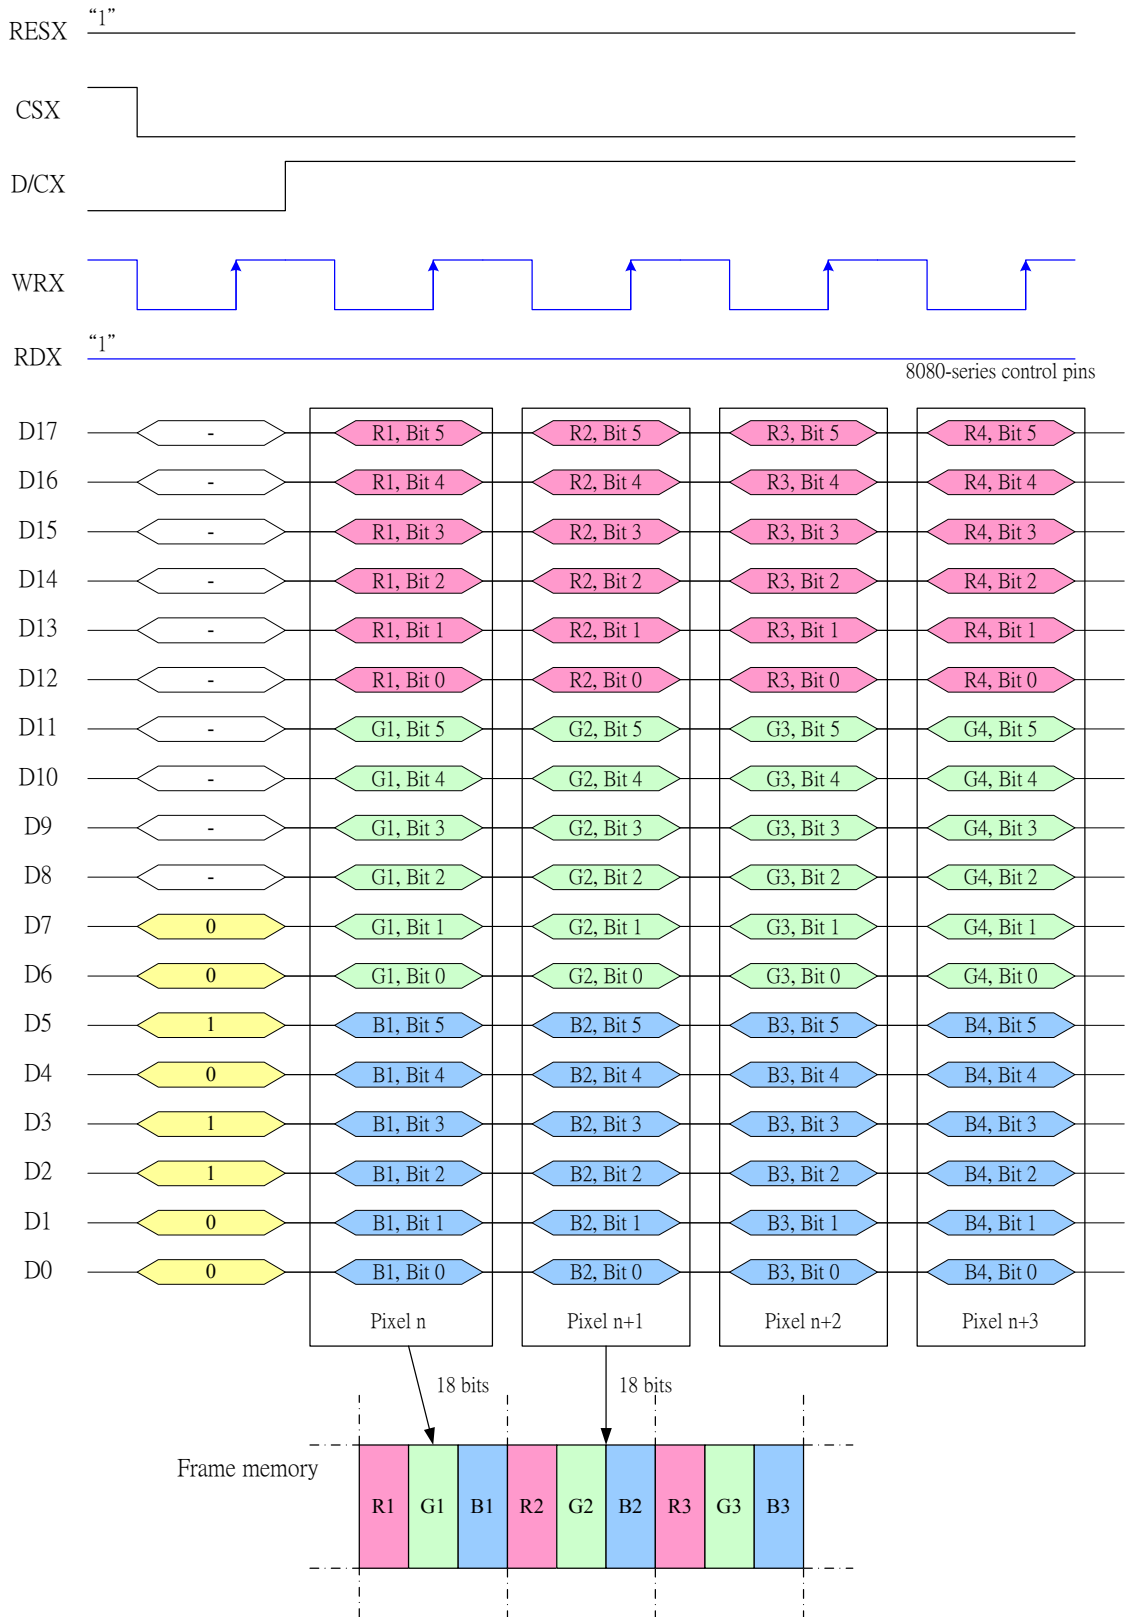 RESX “1”
CSX
D/CX
WRX
RDX “1”
8080-series control pins
D17 - R1, Bit 5 R2, Bit 5 R3, Bit 5 R4, Bit 5
D16 - R1, Bit 4 R2, Bit 4 R3, Bit 4 R4, Bit 4
D15 - R1, Bit 3 R2, Bit 3 R3, Bit 3 R4, Bit 3
D14 - R1, Bit 2 R2, Bit 2 R3, Bit 2 R4, Bit 2
D13 - R1, Bit 1 R2, Bit 1 R3, Bit 1 R4, Bit 1
D12 - R1, Bit 0 R2, Bit 0 R3, Bit 0 R4, Bit 0
D11 - G1, Bit 5 G2, Bit 5 G3, Bit 5 G4, Bit 5
D10 - G1, Bit 4 G2, Bit 4 G3, Bit 4 G4, Bit 4
D9 - G1, Bit 3 G2, Bit 3 G3, Bit 3 G4, Bit 3
D8 - G1, Bit 2 G2, Bit 2 G3, Bit 2 G4, Bit 2
D7 0 G1, Bit 1 G2, Bit 1 G3, Bit 1 G4, Bit 1
D6 0 G1, Bit 0 G2, Bit 0 G3, Bit 0 G4, Bit 0
D5 1 B1, Bit 5 B2, Bit 5 B3, Bit 5 B4, Bit 5
D4 0 B1, Bit 4 B2, Bit 4 B3, Bit 4 B4, Bit 4
D3 1 B1, Bit 3 B2, Bit 3 B3, Bit 3 B4, Bit 3
D2 1 B1, Bit 2 B2, Bit 2 B3, Bit 2 B4, Bit 2
D1 0 B1, Bit 1 B2, Bit 1 B3, Bit 1 B4, Bit 1
D0 0 B1, Bit 0 B2, Bit 0 B3, Bit 0 B4, Bit 0
Pixel n Pixel n+1 Pixel n+2 Pixel n+3
18 bits 18 bits
Frame memory
R1 G1 B1 R2 G2 B2 R3 G3 B3